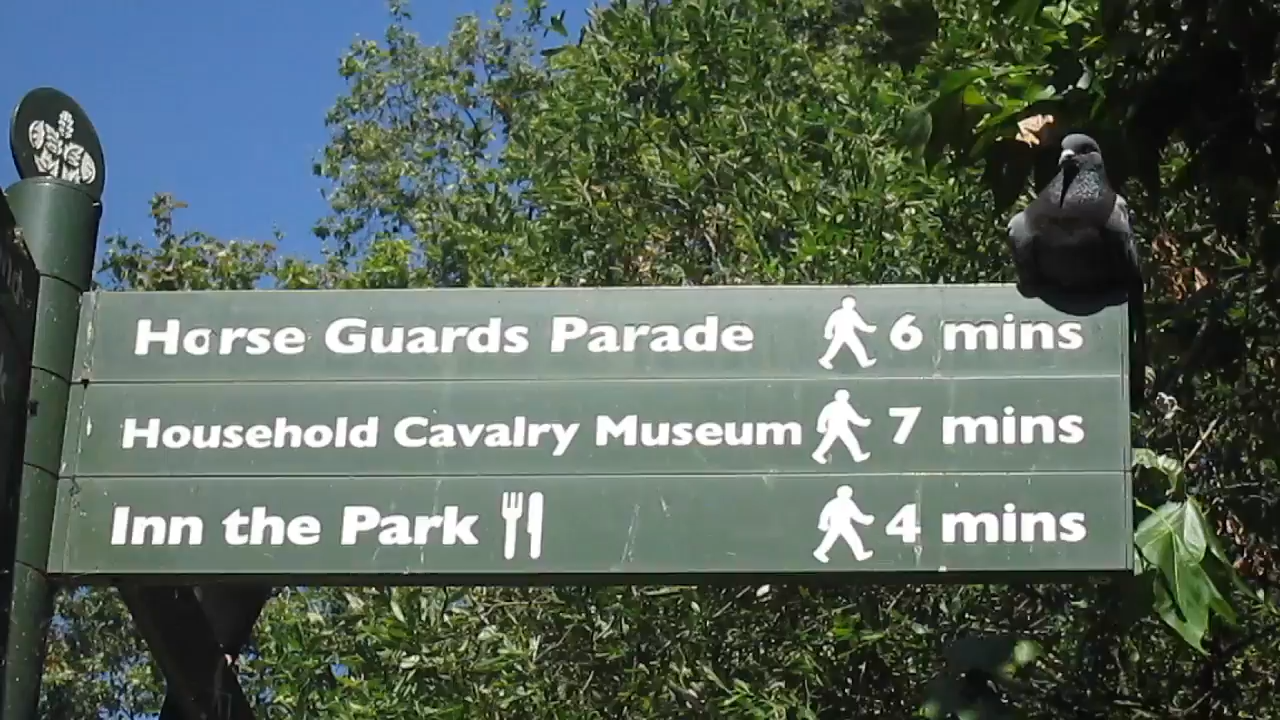 Horse Guards Parade 6 mins
Household Cavalry Museum 7 mins
Inn the Park 4 mins